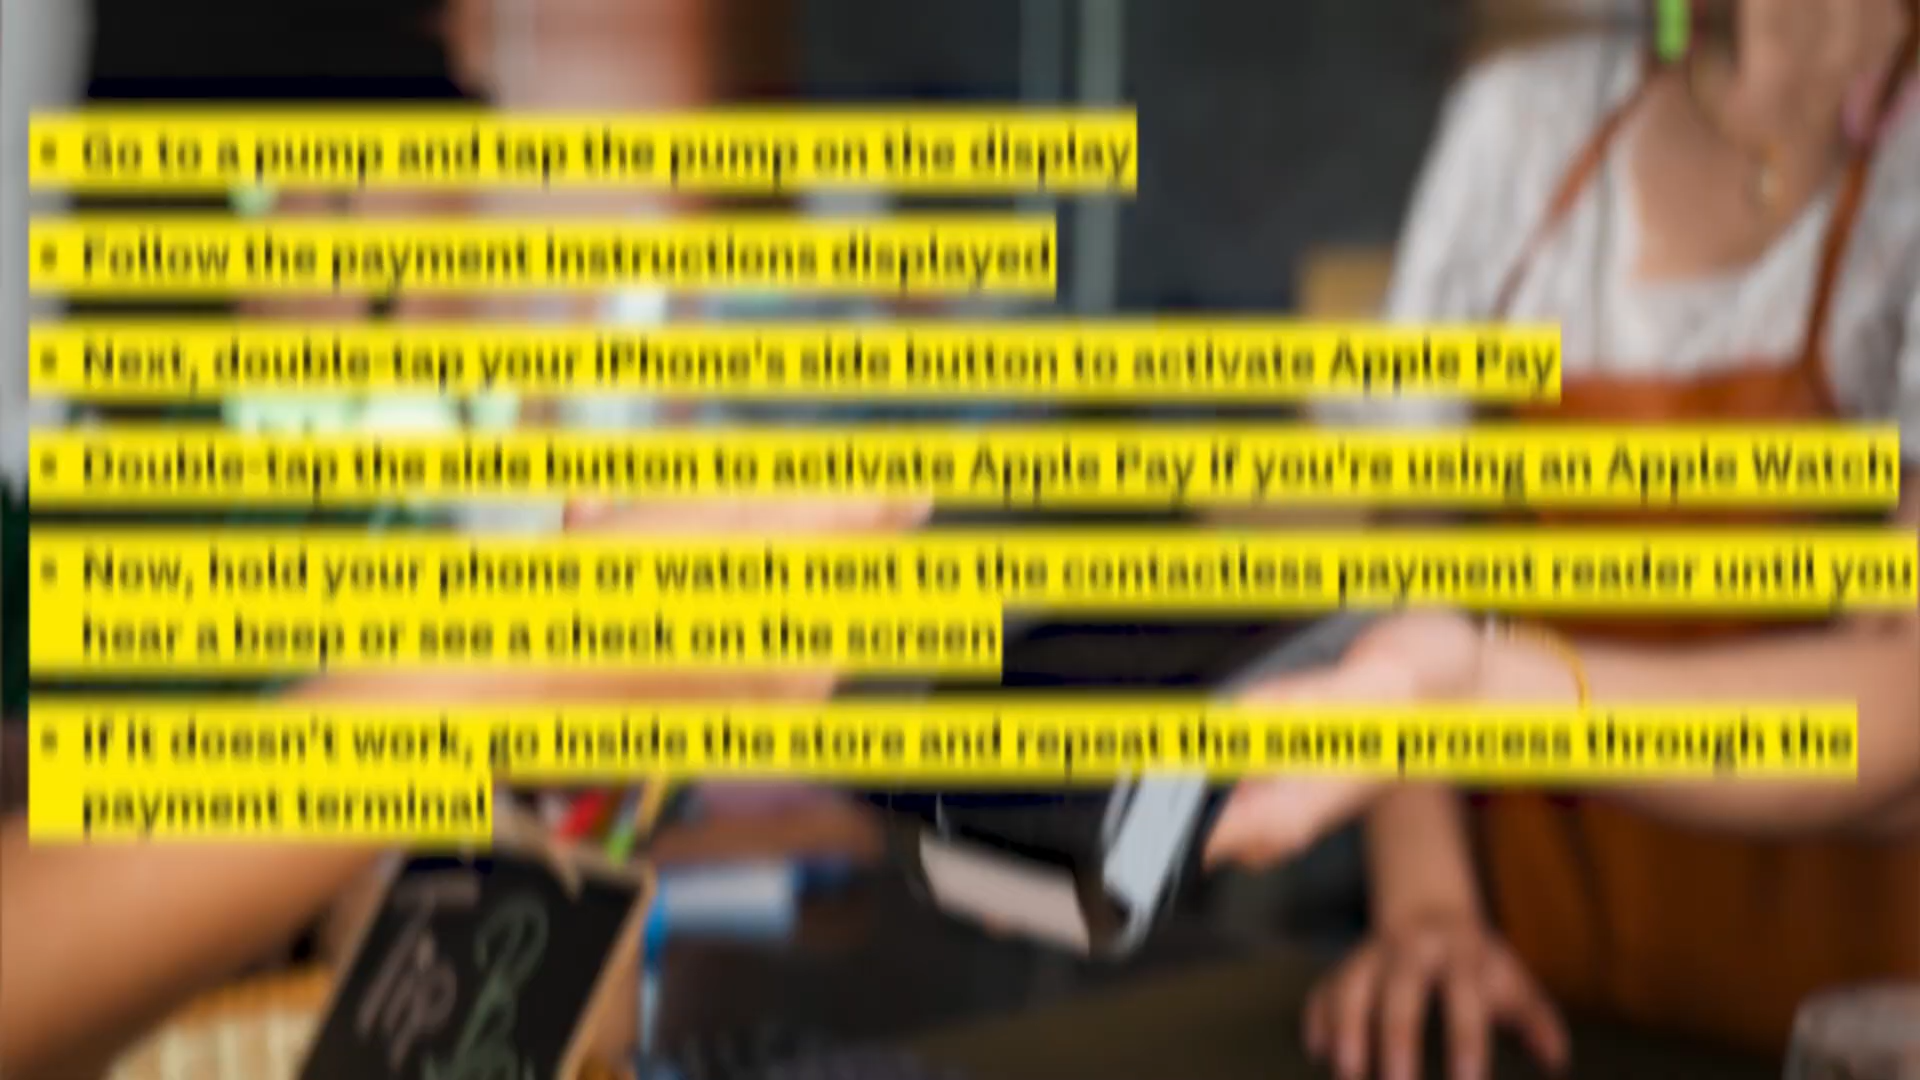 • Go to a pump and tap the pump on the display
• Follow the payment instructions displayed
• Next, double-tap your iPhone's side button to activate Apple Pay
• Double-tap the side button to activate Apple Pay if you're using an Apple Watch
• Now, hold your phone or watch next to the contactless payment reader until you
hear a beep or see a check on the screen
• If it doesn't work, go inside the store and repeat the same process through the
payment terminal